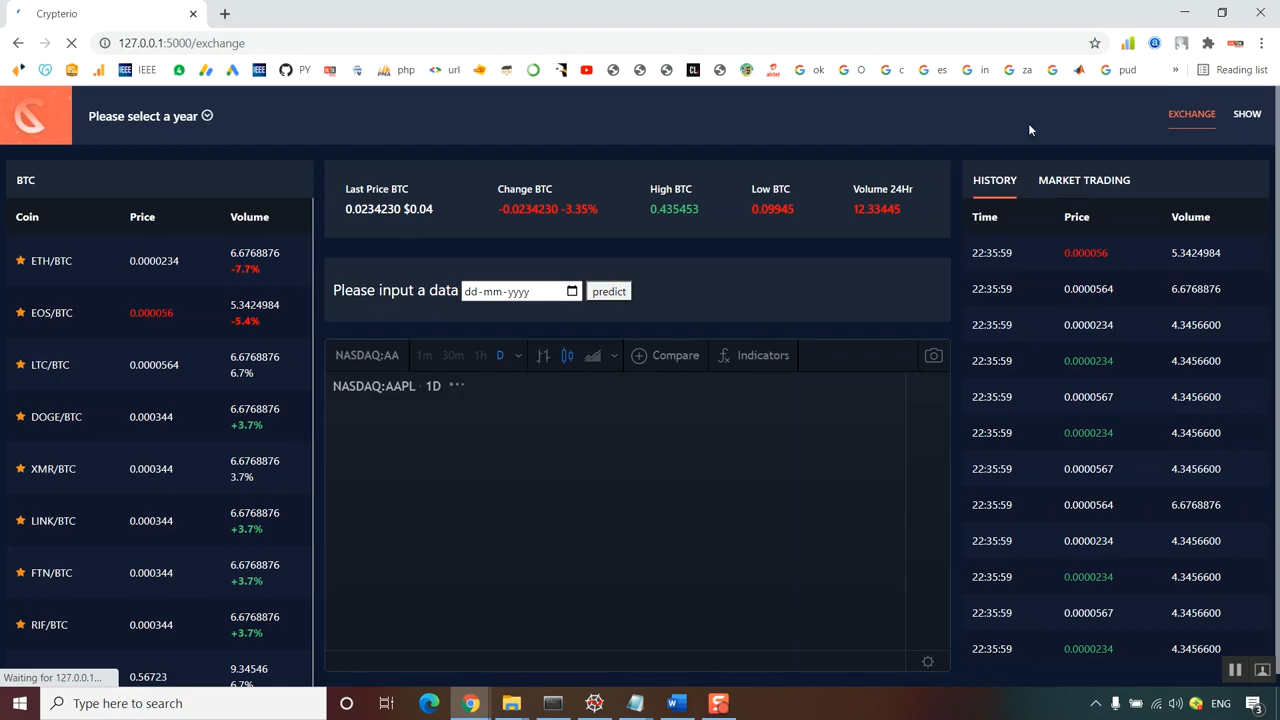 Crypterio
127.0.0.1:5000/exchange
IEEE
IEEE
PY
php
url
ok
O
c
es
in
za
pud
»
Reading list
Please select a year
EXCHANGE
SHOW
BTC
Coin Price Volume
ETH/BTC 0.0000234 6.6768876
-7.7%
EOS/BTC 0.000056 5.3424984
-5.4%
LTC/BTC 0.0000564 6.6768876
6.7%
DOGE/BTC 0.000344 6.6768876
+3.7%
XMR/BTC 0.000344 6.6768876
3.7%
LINK/BTC 0.000344 6.6768876
+3.7%
FTN/BTC 0.000344 6.6768876
+3.7%
RIF/BTC 0.000344 6.6768876
+3.7%
0.56723 9.34546
6.7%
Last Price BTC Change BTC High BTC Low BTC Volume 24Hr
0.0234230 $0.04 -0.0234230 -3.35% 0.435453 0.09945 12.33445
Please input a data dd-mm-yyyy predict
NASDAQ:AA 1m 30m 1h D Compare Indicators
NASDAQ:AAPL · 1D
HISTORY MARKET TRADING
Time Price Volume
22:35:59 0.000056 5.3424984
22:35:59 0.0000564 6.6768876
22:35:59 0.0000234 4.3456600
22:35:59 0.0000234 4.3456600
22:35:59 0.0000567 4.3456600
22:35:59 0.0000234 4.3456600
22:35:59 0.0000567 4.3456600
22:35:59 0.0000564 6.6768876
22:35:59 0.0000234 4.3456600
22:35:59 0.0000234 4.3456600
22:35:59 0.0000567 4.3456600
22:35:59 0.0000234 4.3456600
Waiting for 127.0.0.1...
Type here to search
ENG
3